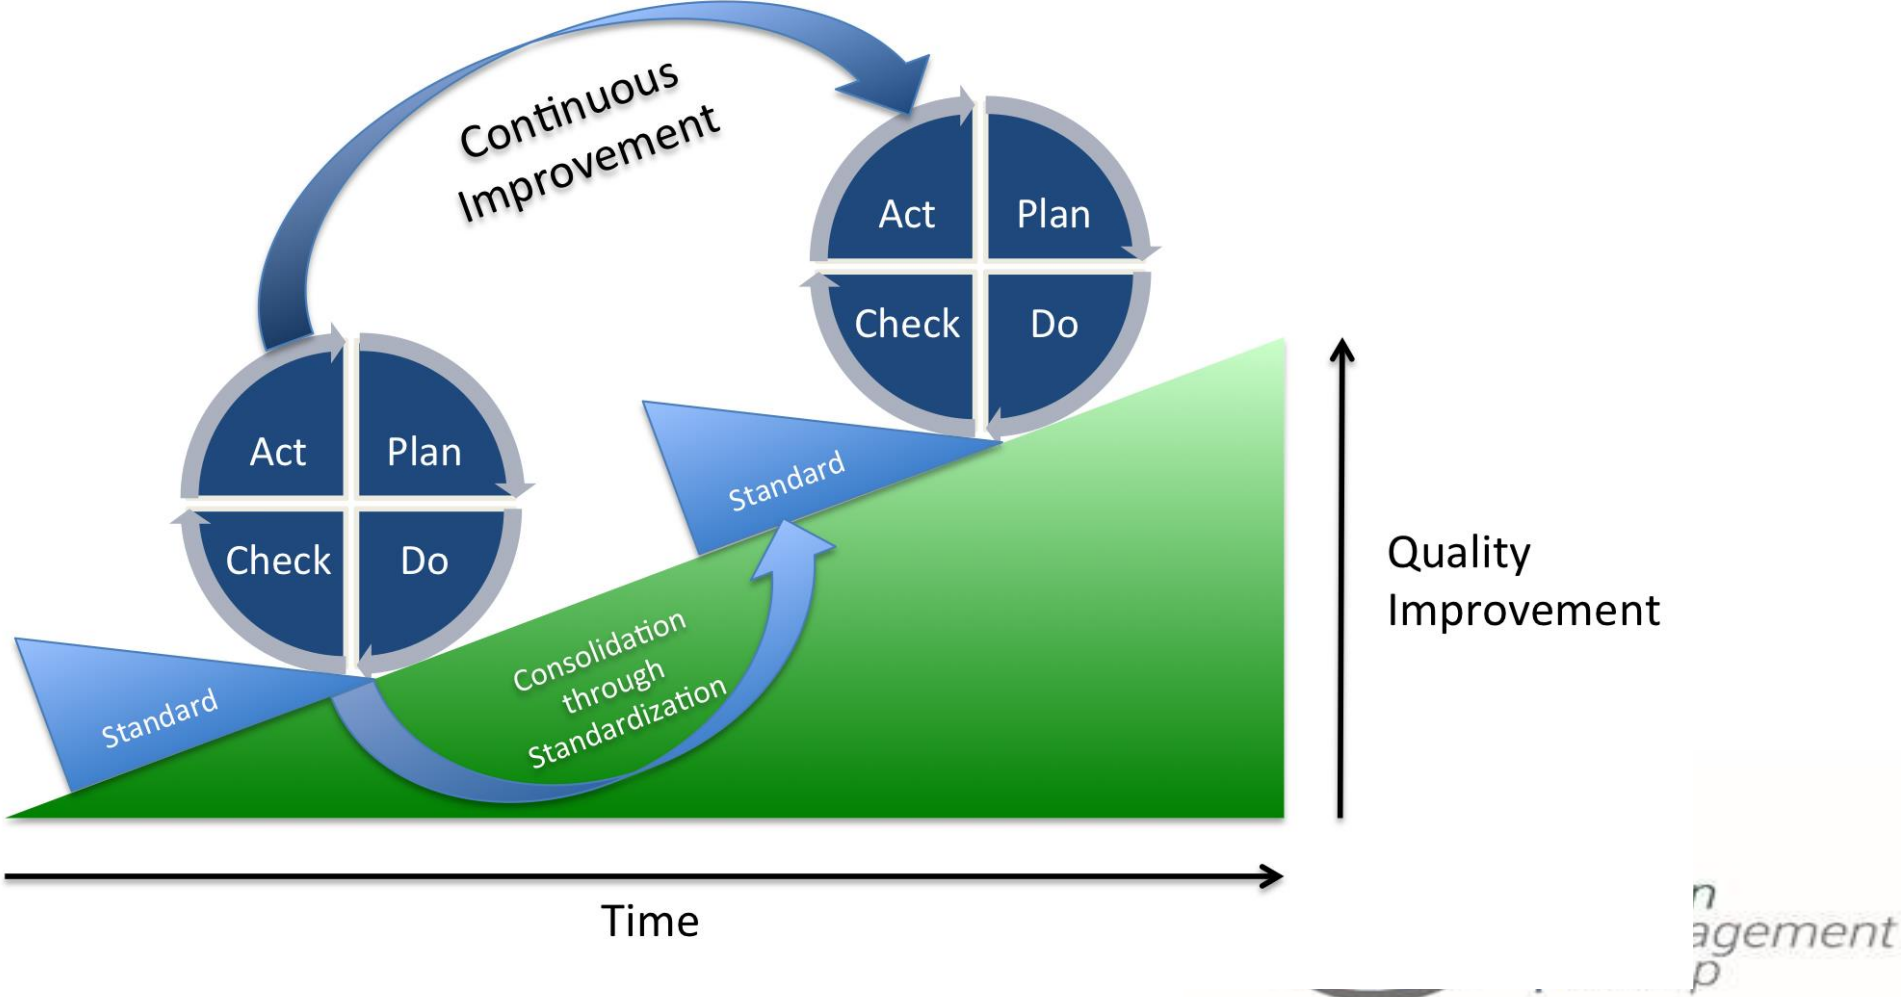 Continuous
Improvement
Act
Plan
Check
Do
Act
Plan
Check
Do
Standard
Standard
Consolidation
through
Standardization
Quality
Improvement
Time
n
agement
p